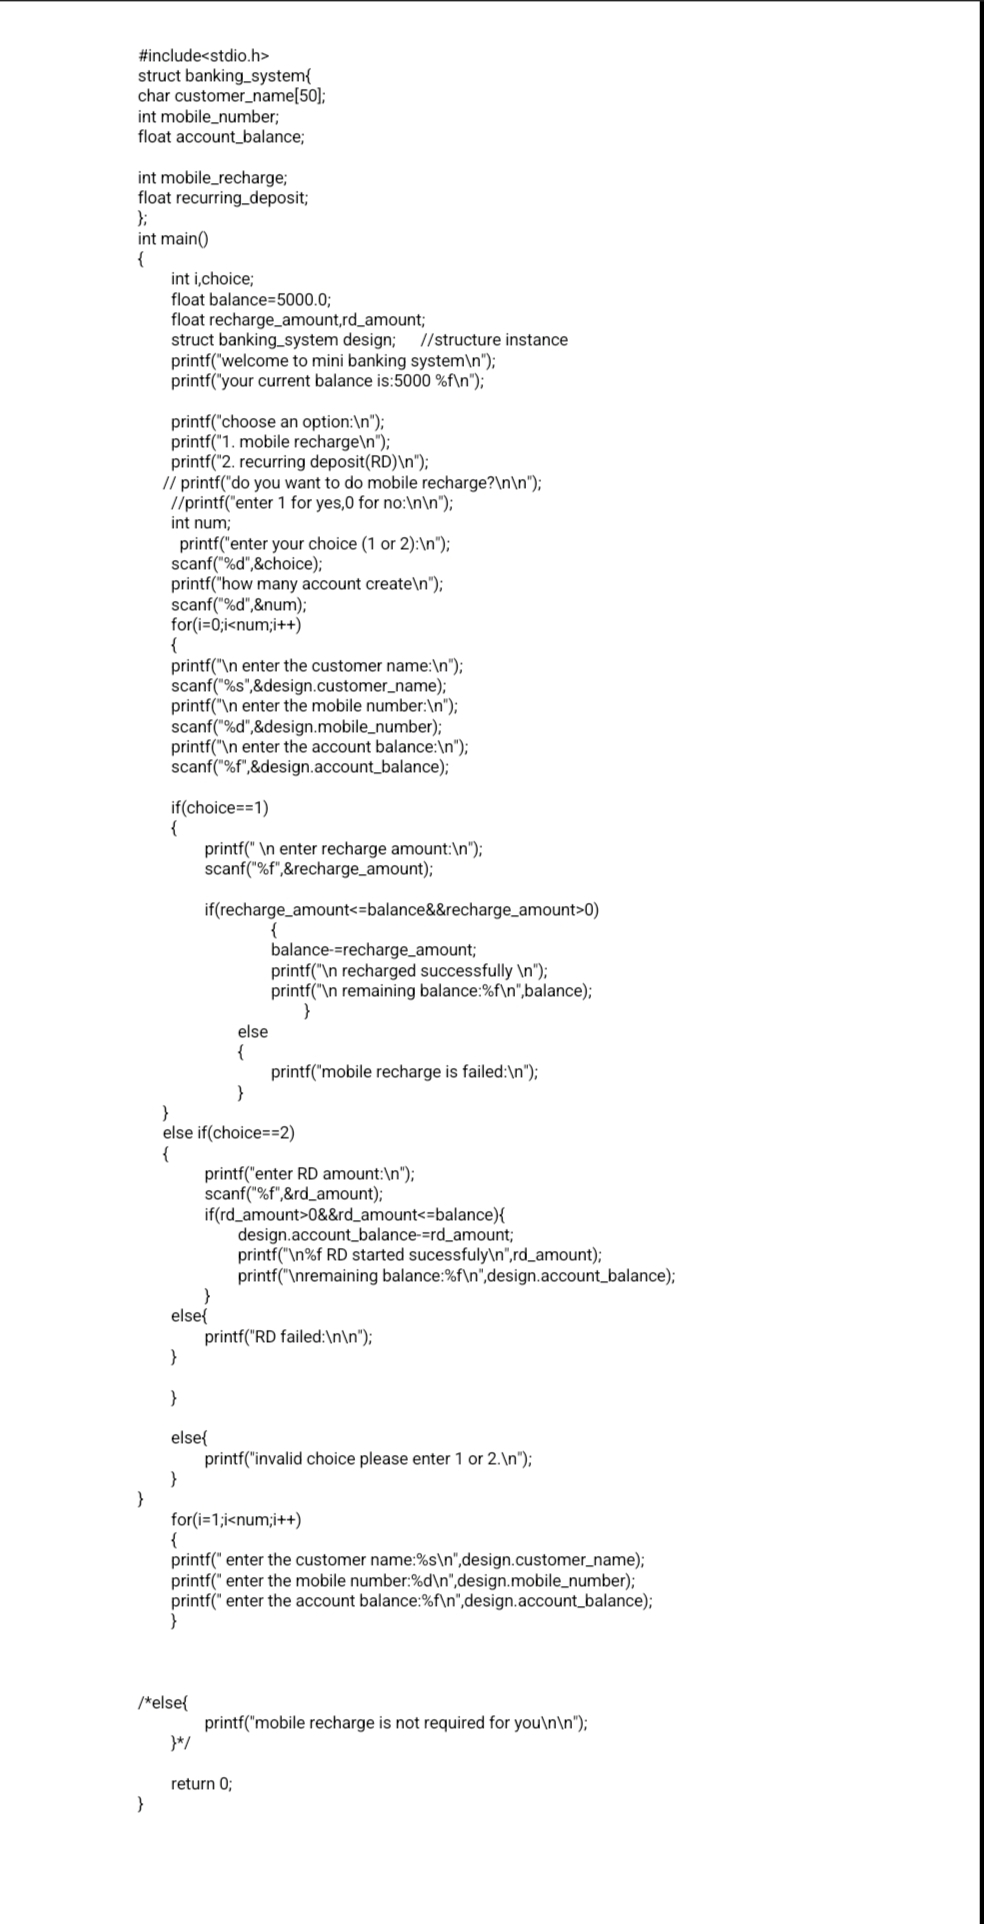 #include<stdio.h>
struct banking_system{
char customer_name[50];
int mobile_number;
float account_balance;
int mobile_recharge;
float recurring_deposit;
};
int main()
{
int i,choice;
float balance=5000.0;
float recharge_amount,rd_amount;
struct banking_system design; //structure instance
printf("welcome to mini banking system\n");
printf("your current balance is:5000 %f\n");
printf("choose an option:\n");
printf("1. mobile recharge\n");
printf("2. recurring deposit(RD)\n");
// printf("do you want to do mobile recharge?\n\n");
//printf("enter 1 for yes,0 for no:\n\n");
int num;
printf("enter your choice (1 or 2):\n");
scanf("%d",&choice);
printf("how many account create\n");
scanf("%d",&num);
for(i=0;i<num;i++)
{
printf("\n enter the customer name:\n");
scanf("%s",&design.customer_name);
printf("\n enter the mobile number:\n");
scanf("%d",&design.mobile_number);
printf("\n enter the account balance:\n");
scanf("%f",&design.account_balance);
if(choice==1)
{
printf(" \n enter recharge amount:\n");
scanf("%f",&recharge_amount);
if(recharge_amount<=balance&&recharge_amount>0)
{
balance-=recharge_amount;
printf("\n recharged successfully \n");
printf("\n remaining balance:%f\n",balance);
}
else
{
printf("mobile recharge is failed:\n");
}
}
else if(choice==2)
{
printf("enter RD amount:\n");
scanf("%f",&rd_amount);
if(rd_amount>0&&rd_amount<=balance){
design.account_balance-=rd_amount;
printf("\n%f RD started sucessfuly\n",rd_amount);
printf("\nremaining balance:%f\n",design.account_balance);
}
else{
printf("RD failed:\n\n");
}
}
else{
printf("invalid choice please enter 1 or 2.\n");
}
}
for(i=1;i<num;i++)
{
printf(" enter the customer name:%s\n",design.customer_name);
printf(" enter the mobile number:%d\n",design.mobile_number);
printf(" enter the account balance:%f\n",design.account_balance);
}
/*else{
printf("mobile recharge is not required for you\n\n");
}*/
return 0;
}